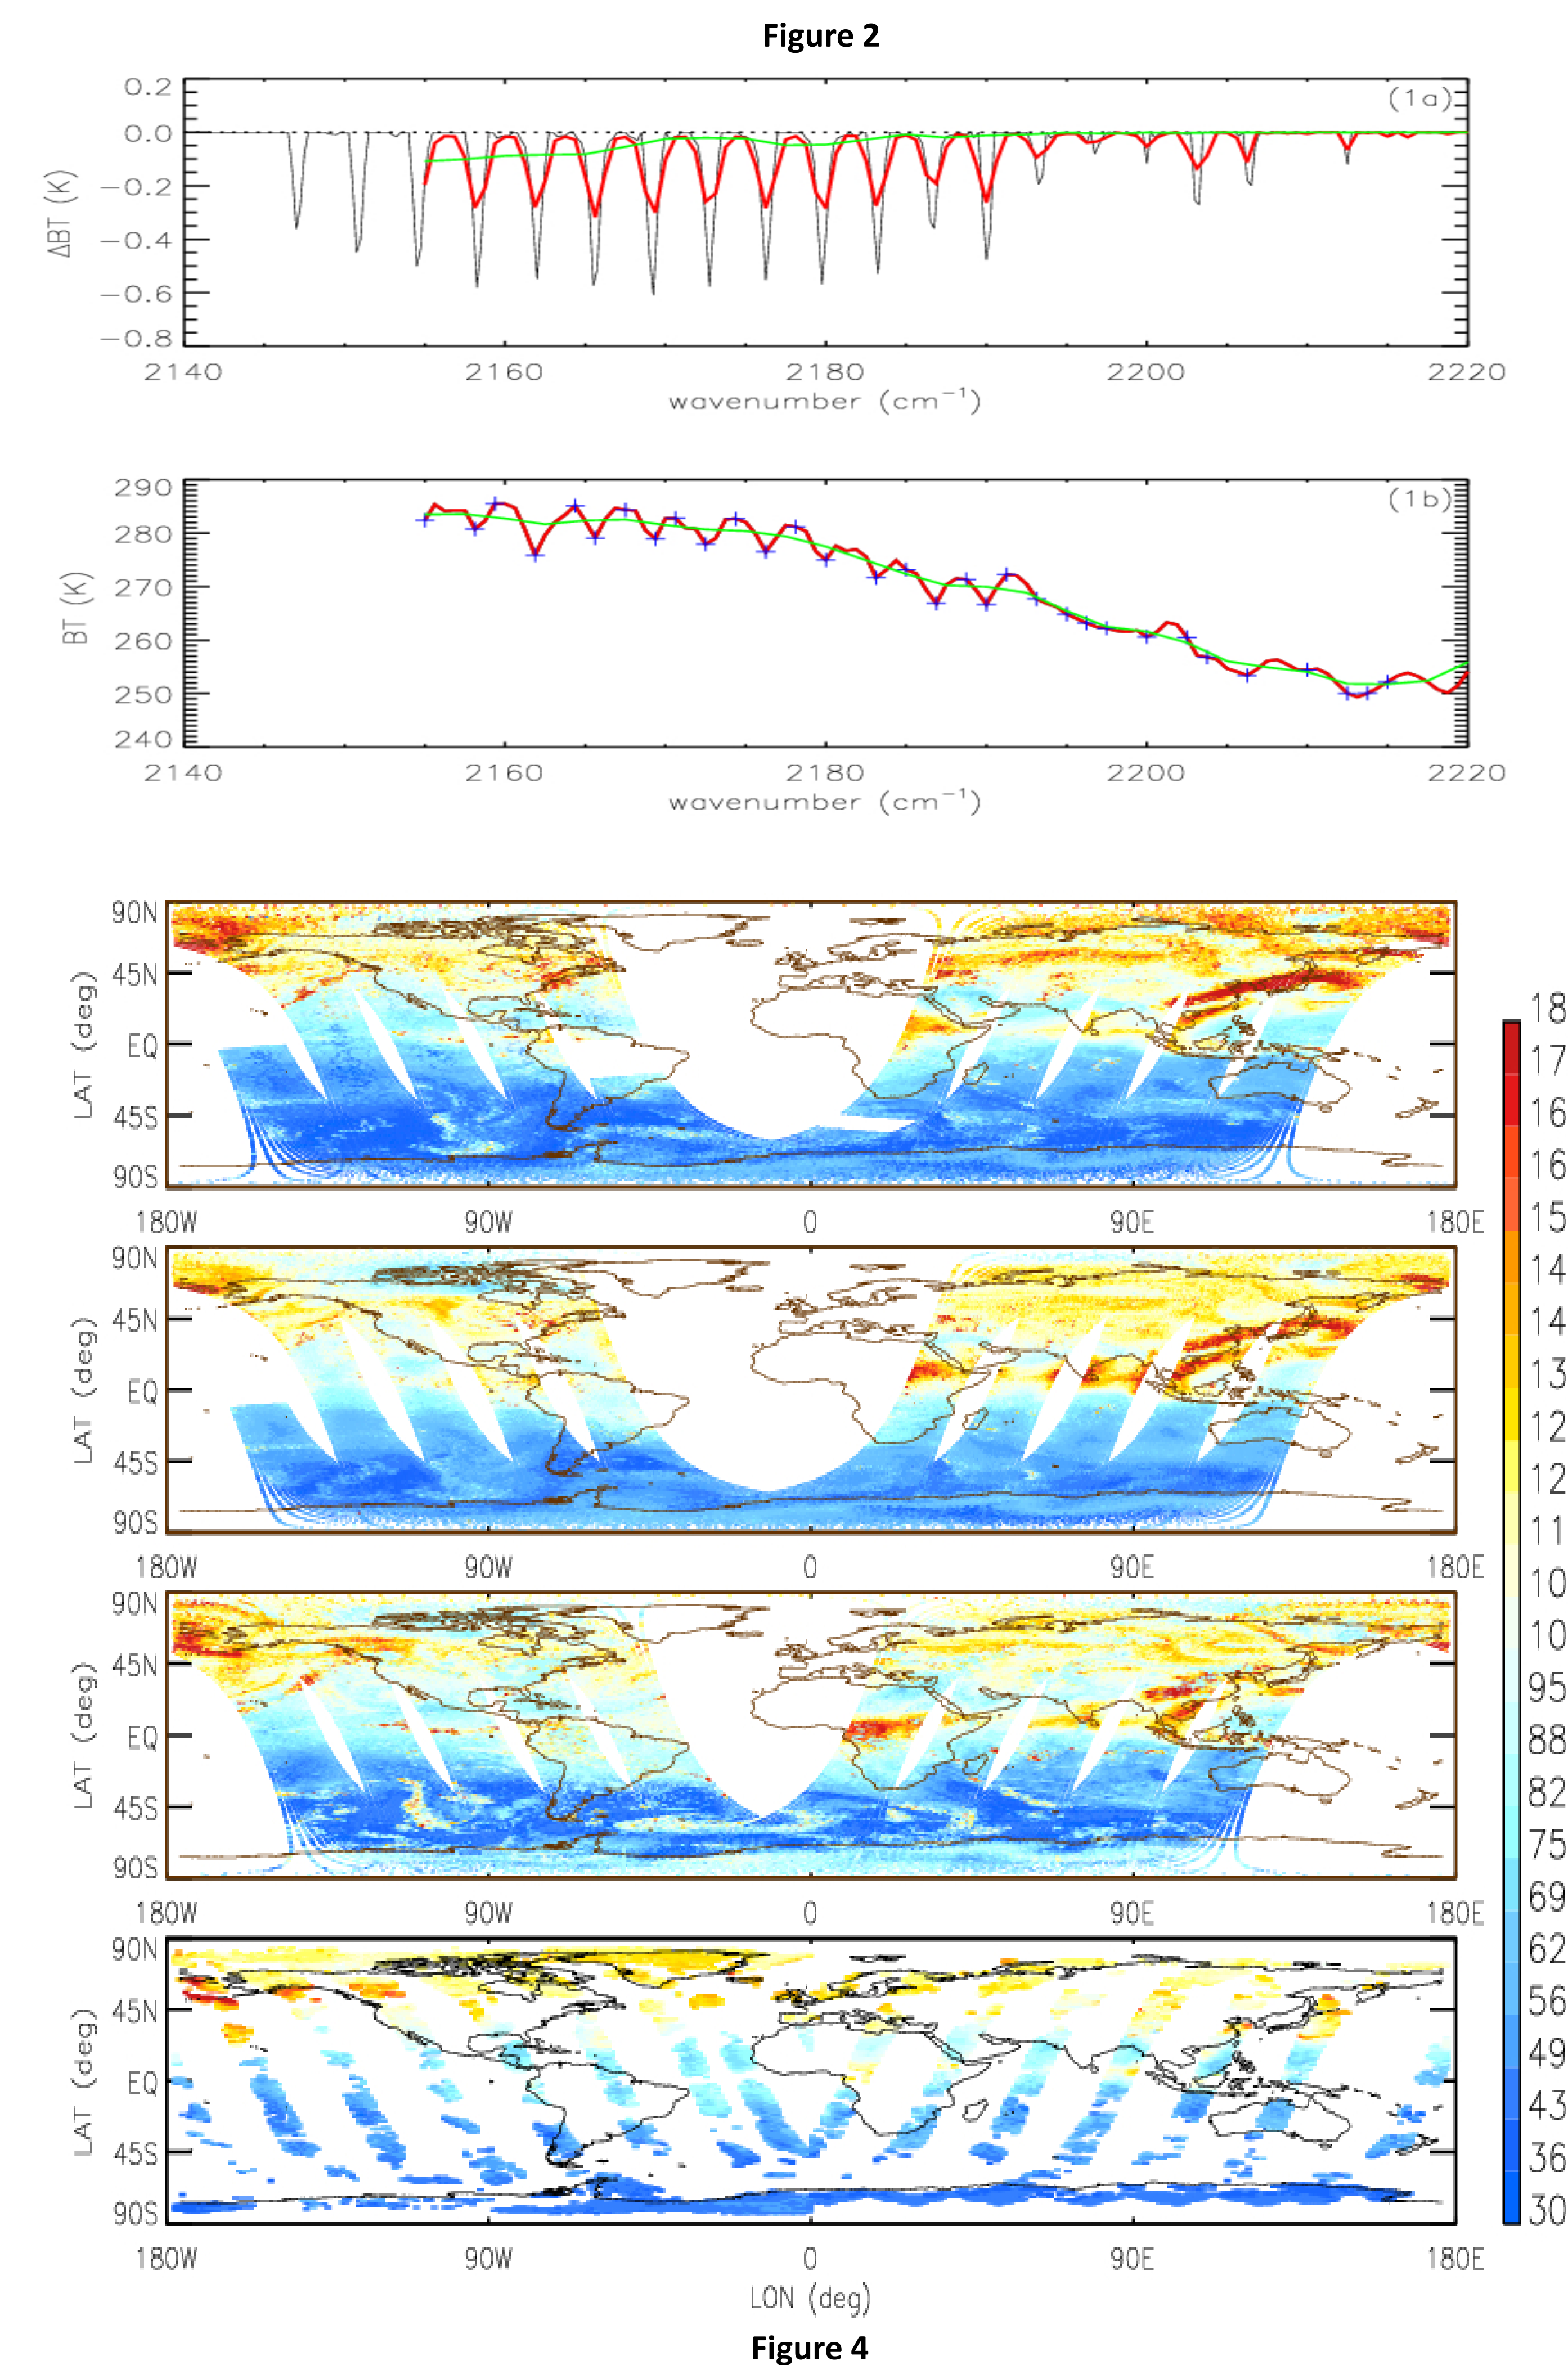 Figure 2
(1a)
0.2
0.0
−0.2
−0.4
−0.6
−0.8
ΔBT (K)
2140 2160 2180 2200 2220
wavenumber (cm⁻¹)
(1b)
290
280
270
260
250
240
BT (K)
2140 2160 2180 2200 2220
wavenumber (cm⁻¹)
90N
45N
EQ
45S
90S
LAT (deg)
180W 90W 0 90E 180E
90N
45N
EQ
45S
90S
LAT (deg)
180W 90W 0 90E 180E
90N
45N
EQ
45S
90S
LAT (deg)
180W 90W 0 90E 180E
90N
45N
EQ
45S
90S
LAT (deg)
180W 90W 0 90E 180E
LON (deg)
18
17
16
16
15
14
14
13
12
12
11
10
10
95
88
82
75
69
62
56
49
43
36
30
Figure 4